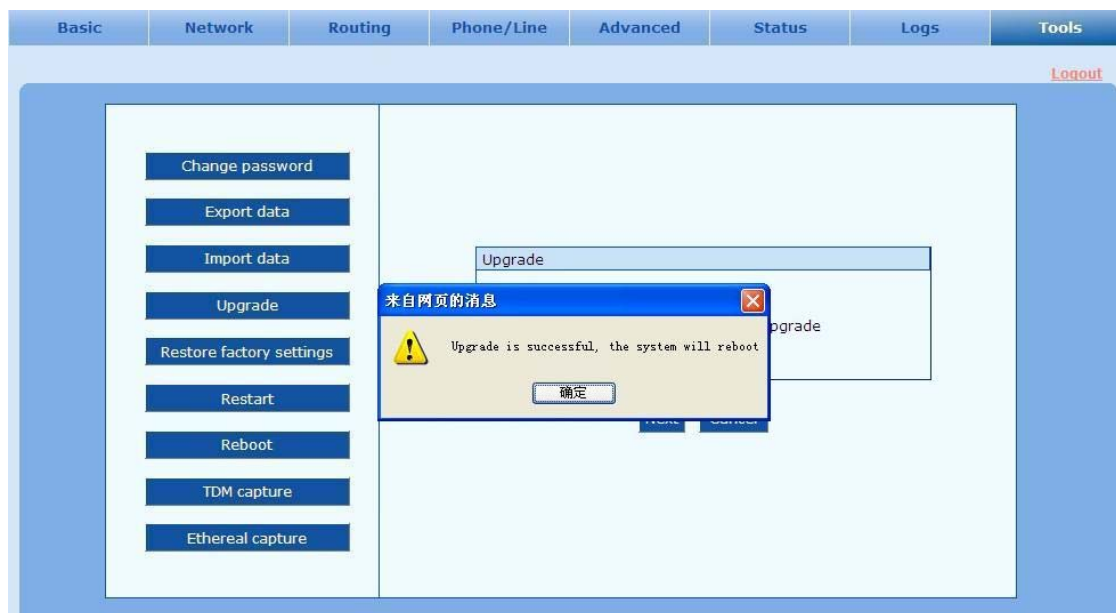 Basic Network Routing Phone/Line Advanced Status Logs Tools
Logout
Change password
Export data
Import data
Upgrade
Restore factory settings
Restart
Reboot
TDM capture
Ethereal capture
Upgrade
来自网页的消息
pgrade
Upgrade is successful, the system will reboot
确定
Next Cancel